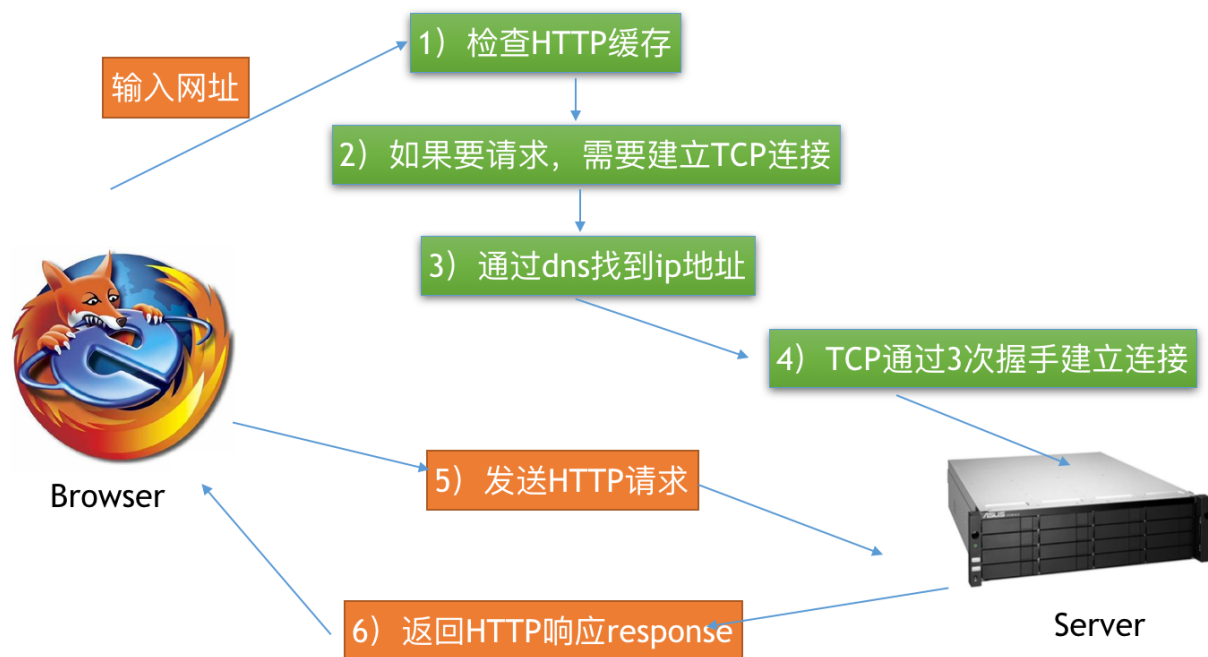 1）检查HTTP缓存
输入网址
2）如果要请求，需要建立TCP连接
3）通过dns找到ip地址
4）TCP通过3次握手建立连接
5）发送HTTP请求
Browser
ASUS
6）返回HTTP响应response
Server